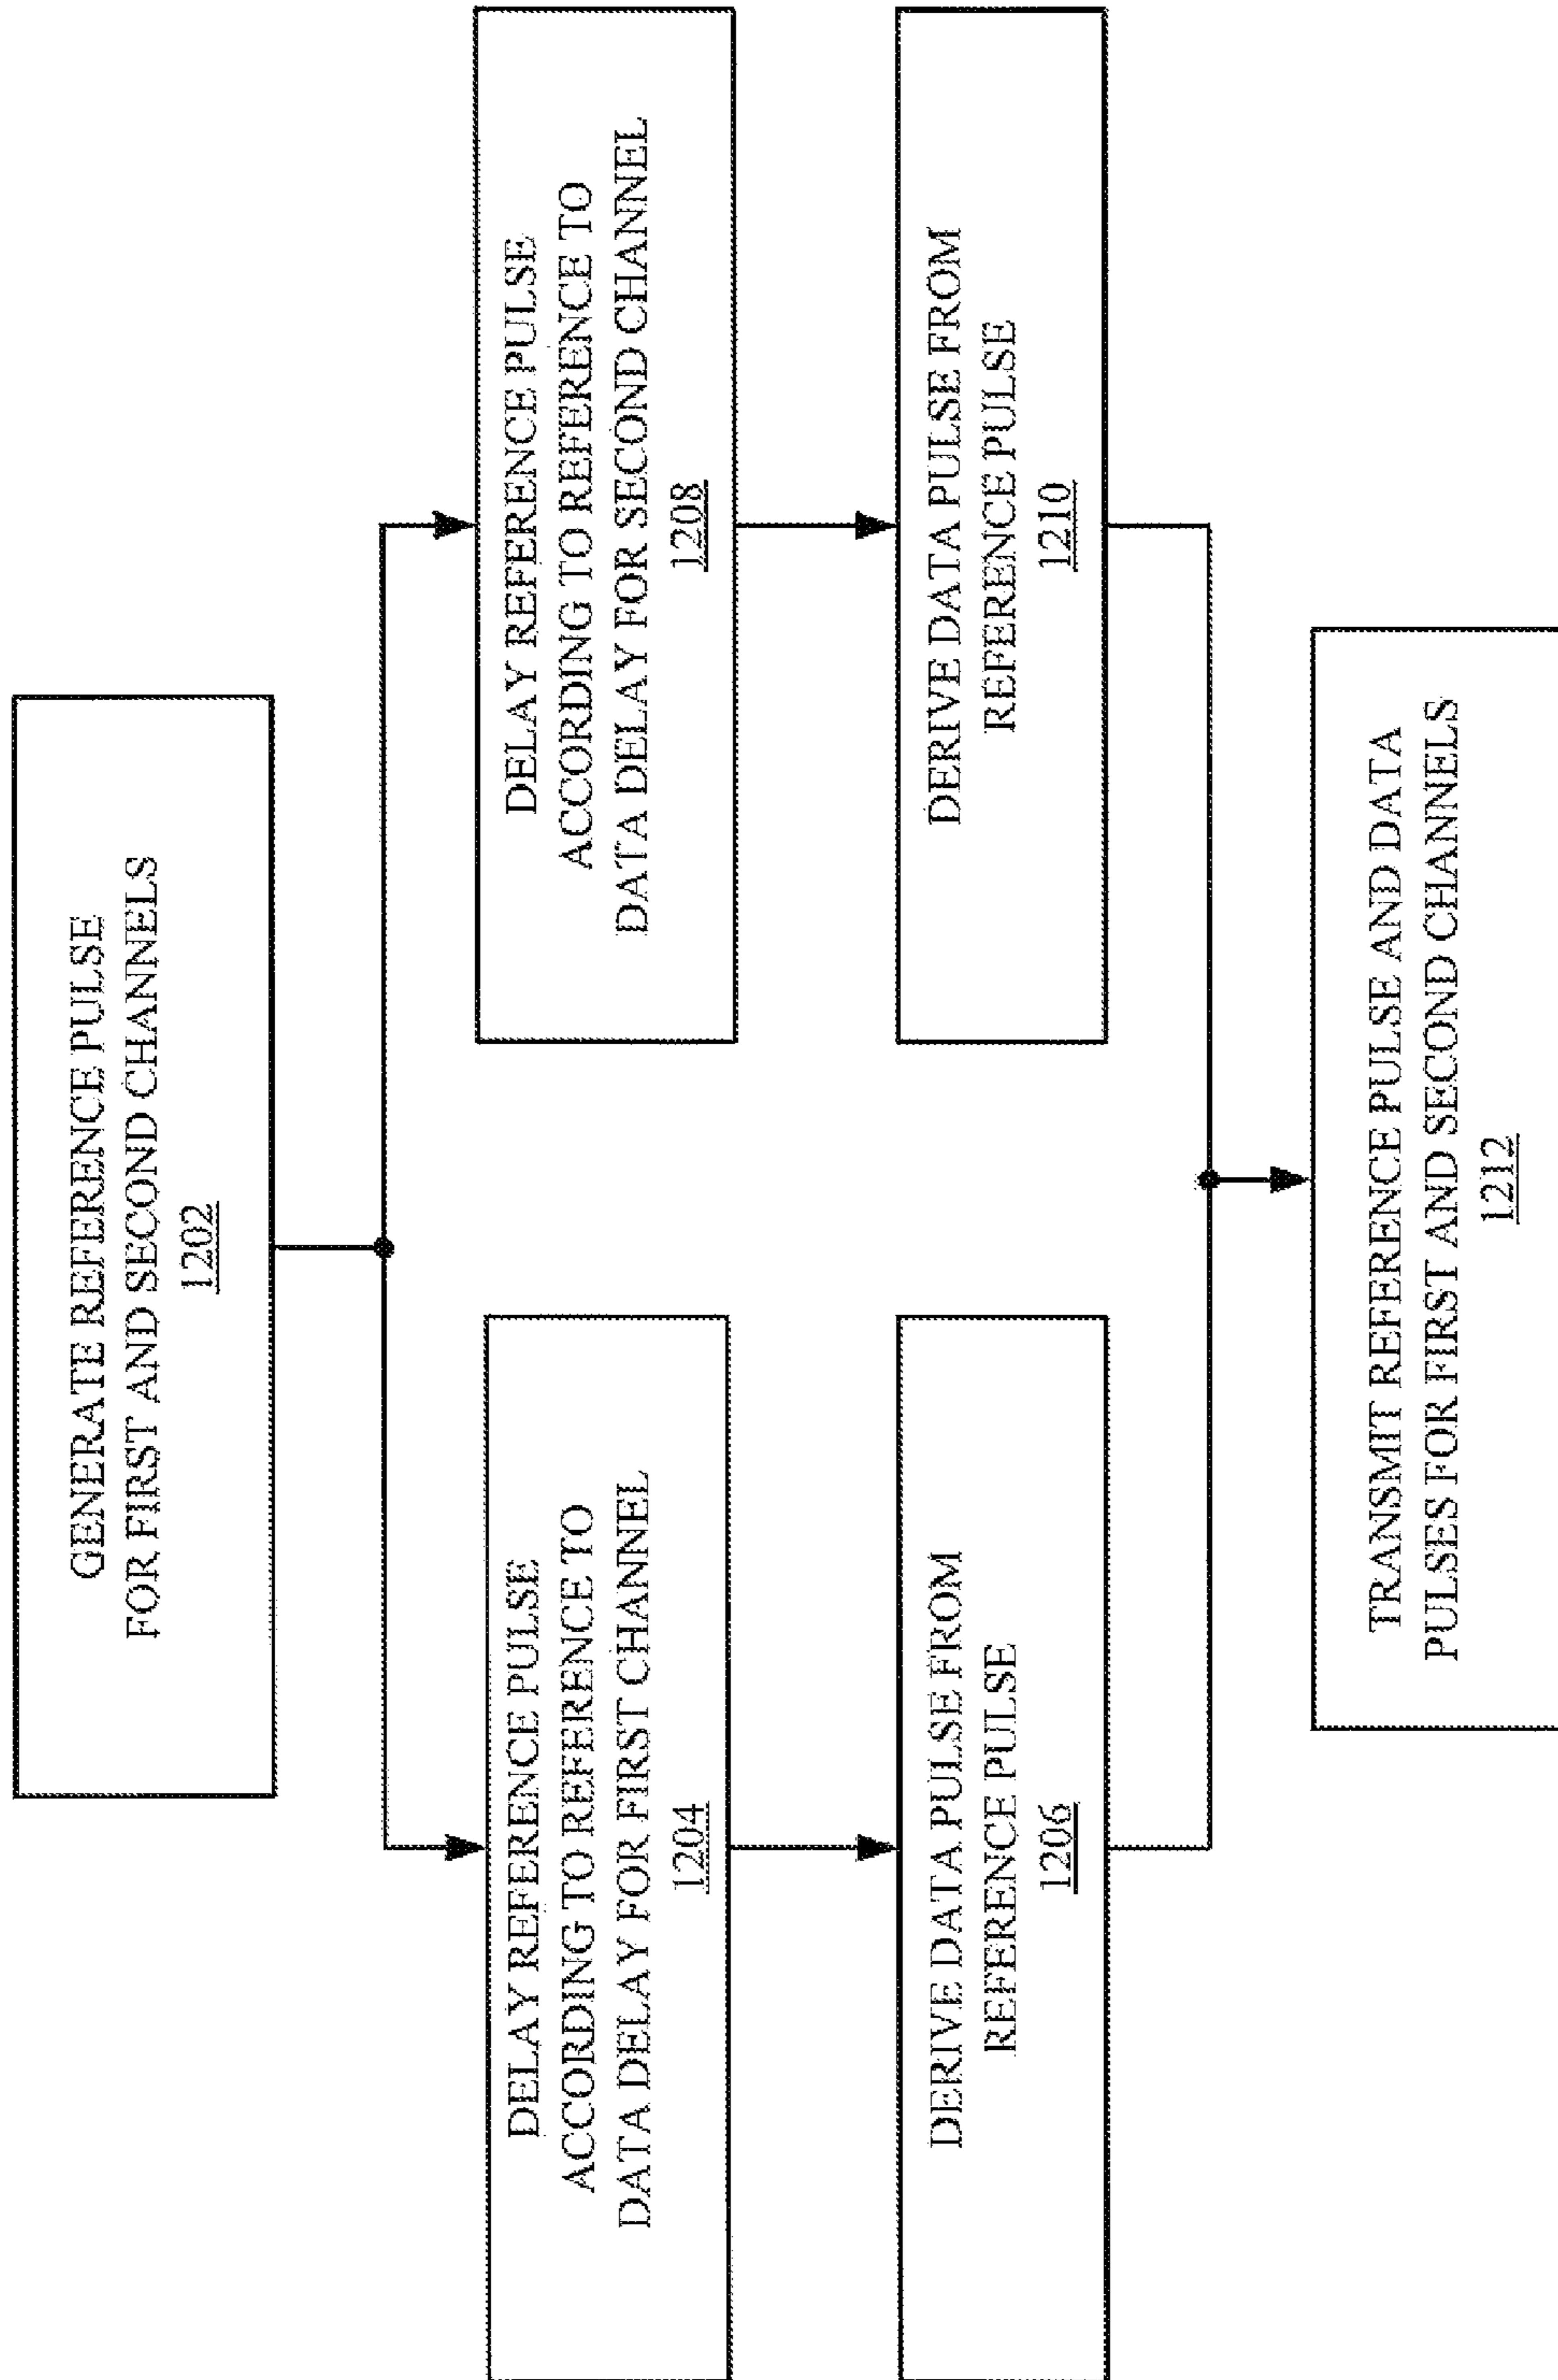 GENERATE REFERENCE PULSE
FOR FIRST AND SECOND CHANNELS
1202
DELAY REFERENCE PULSE
ACCORDING TO REFERENCE TO
DATA DELAY FOR FIRST CHANNEL
1204
DERIVE DATA PULSE FROM
REFERENCE PULSE
1206
DELAY REFERENCE PULSE
ACCORDING TO REFERENCE TO
DATA DELAY FOR SECOND CHANNEL
1208
DERIVE DATA PULSE FROM
REFERENCE PULSE
1210
TRANSMIT REFERENCE PULSE AND DATA
PULSES FOR FIRST AND SECOND CHANNELS
1212